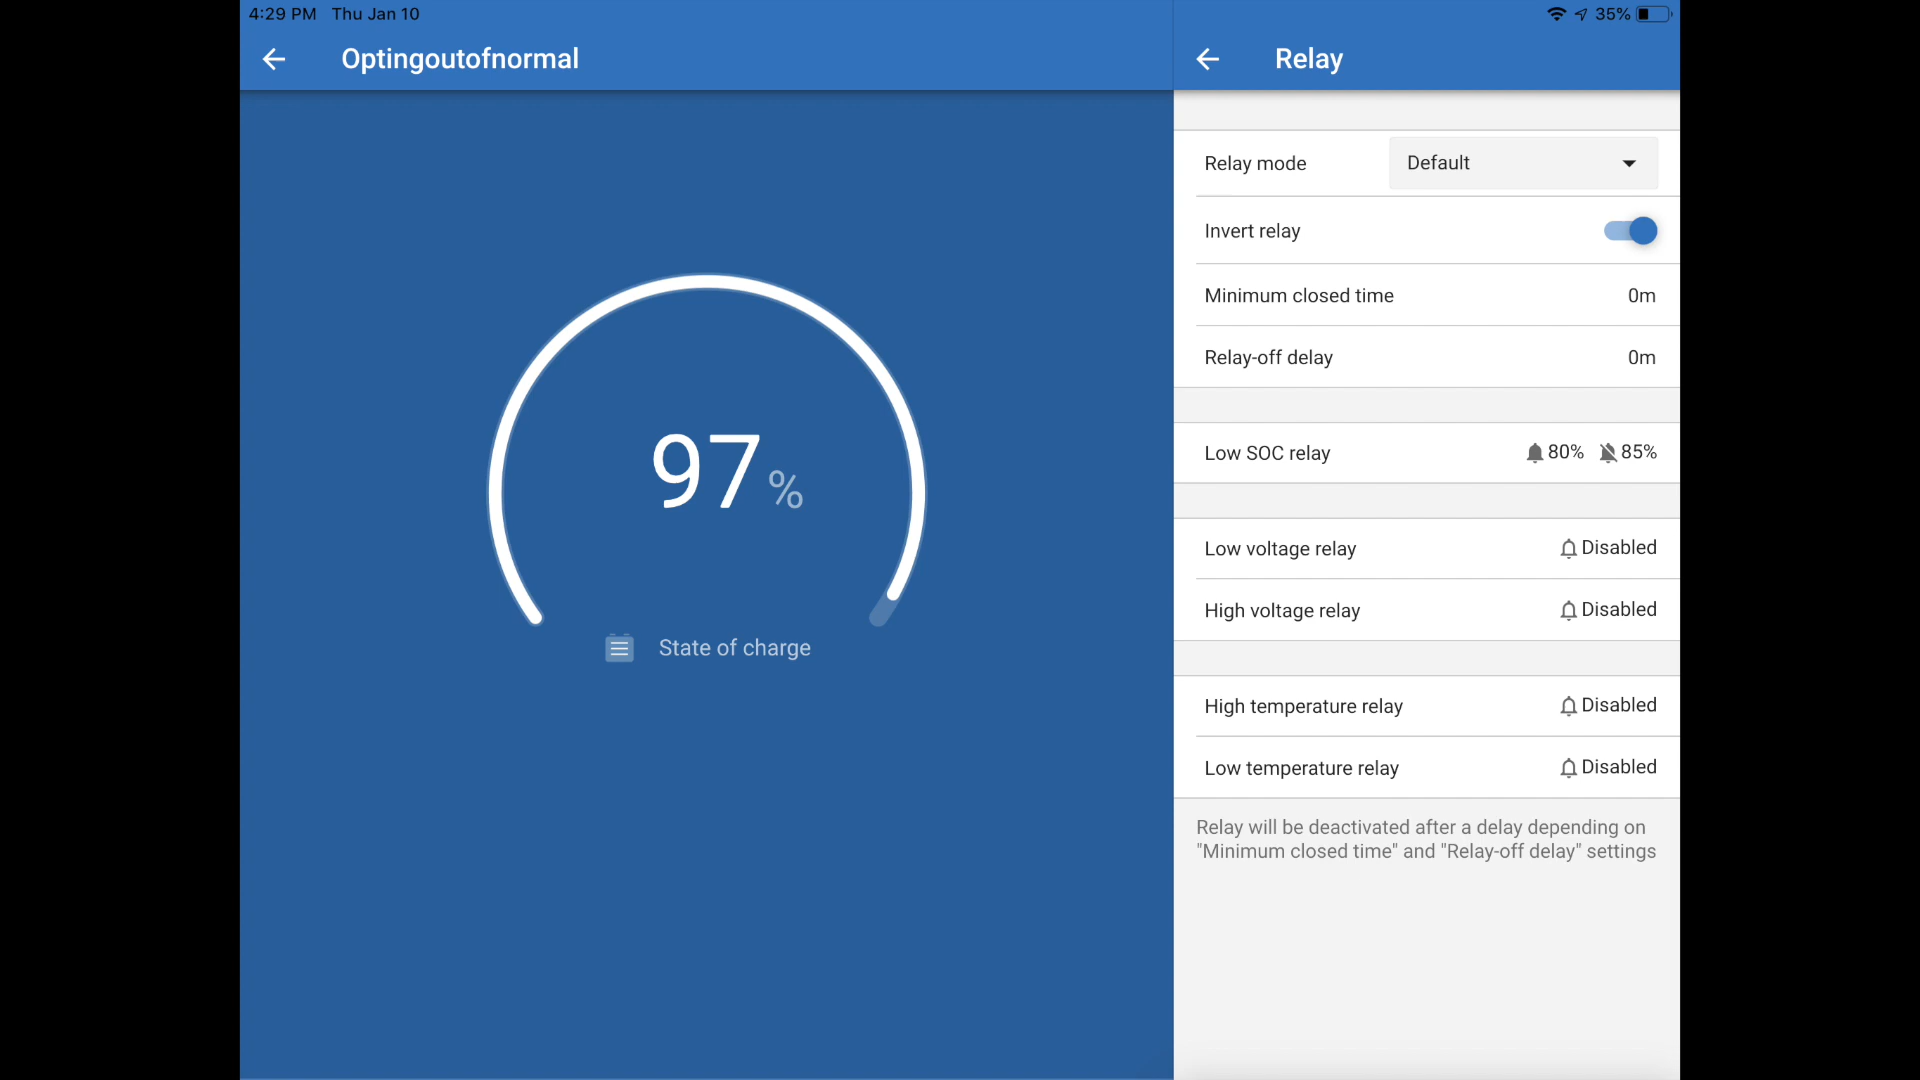 4:29 PM Thu Jan 10
35%
Optingoutofnormal
97 %
State of charge
Relay
Relay mode Default
Invert relay
Minimum closed time 0m
Relay-off delay 0m
Low SOC relay 80% 85%
Low voltage relay Disabled
High voltage relay Disabled
High temperature relay Disabled
Low temperature relay Disabled
Relay will be deactivated after a delay depending on
"Minimum closed time" and "Relay-off delay" settings